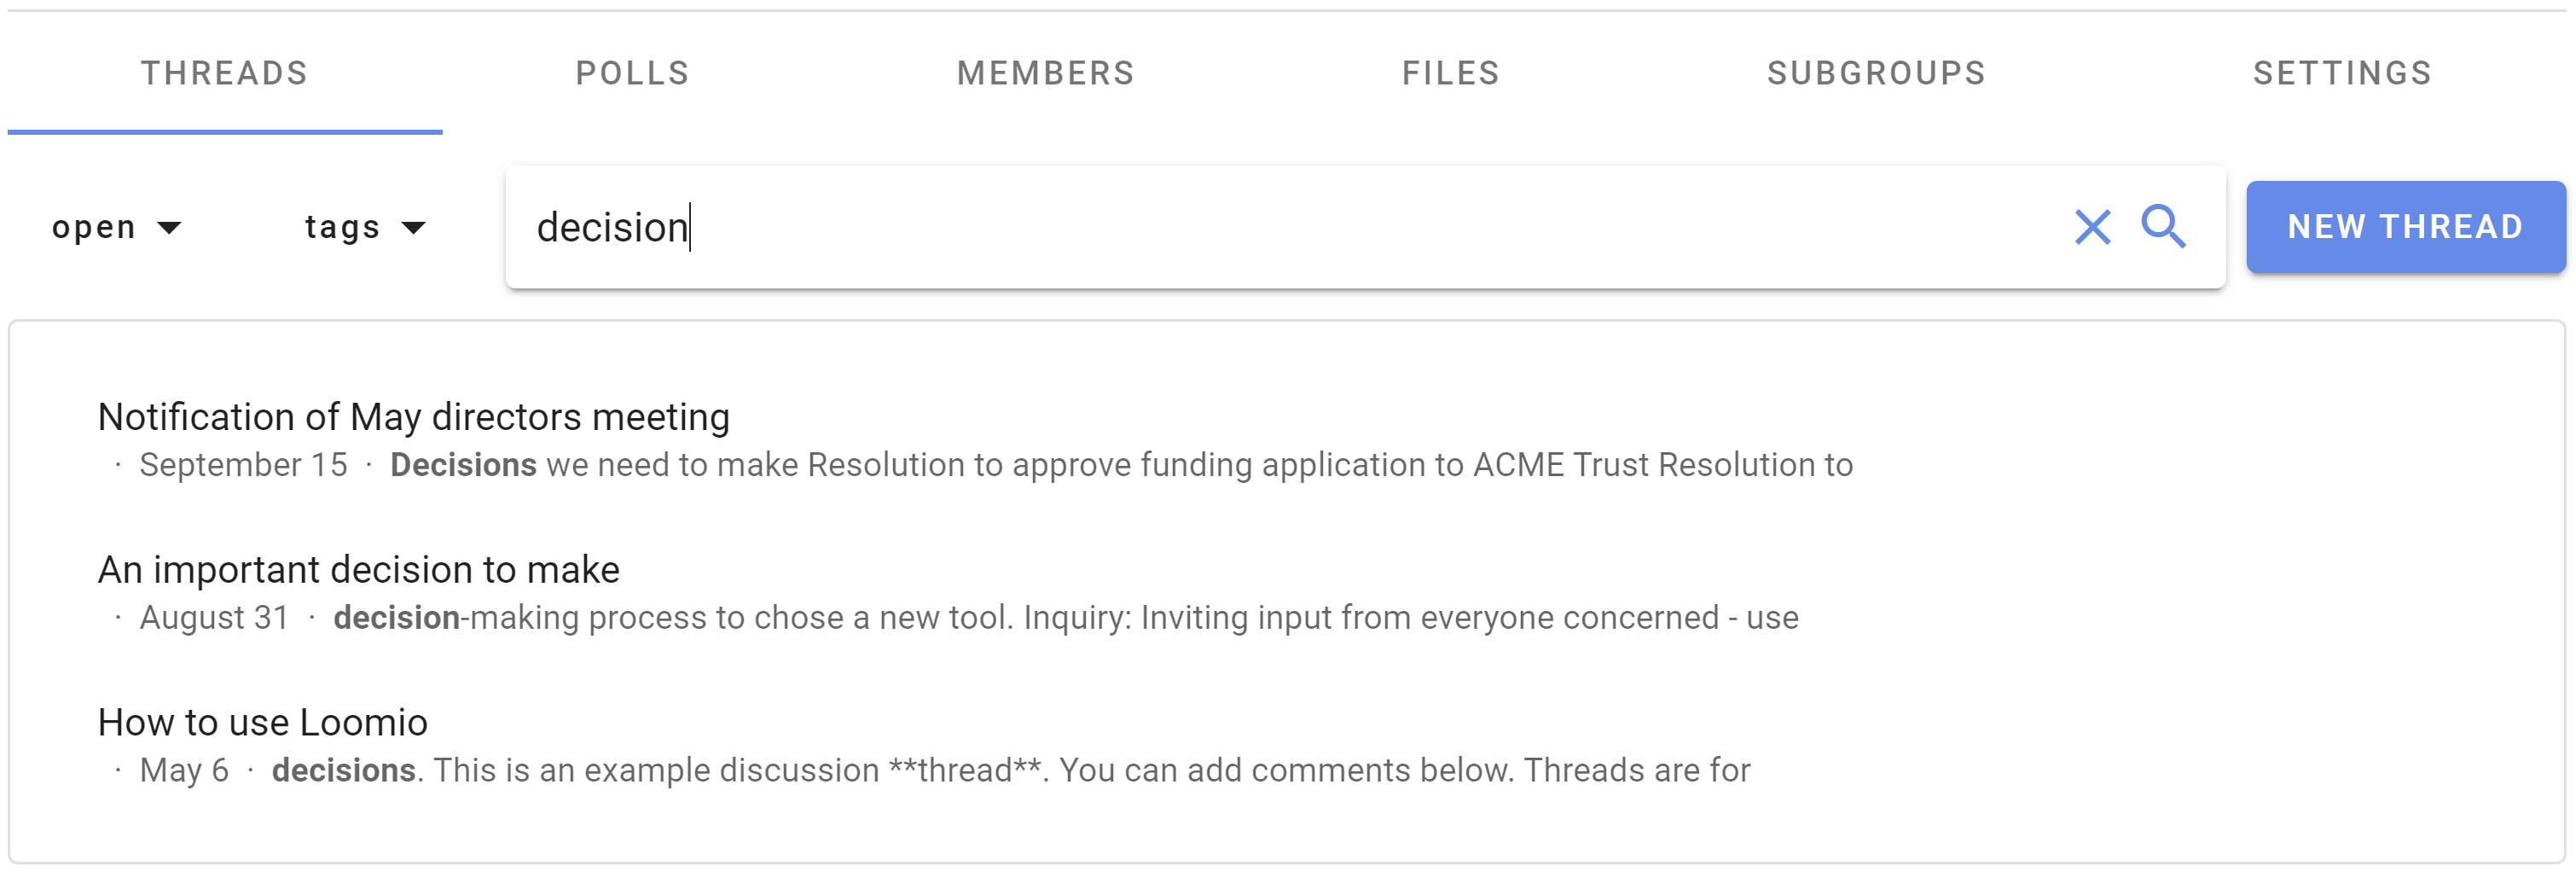 THREADS POLLS MEMBERS FILES SUBGROUPS SETTINGS
open tags decision NEW THREAD
Notification of May directors meeting
· September 15 · Decisions we need to make Resolution to approve funding application to ACME Trust Resolution to
An important decision to make
· August 31 · decision-making process to chose a new tool. Inquiry: Inviting input from everyone concerned - use
How to use Loomio
· May 6 · decisions. This is an example discussion **thread**. You can add comments below. Threads are for